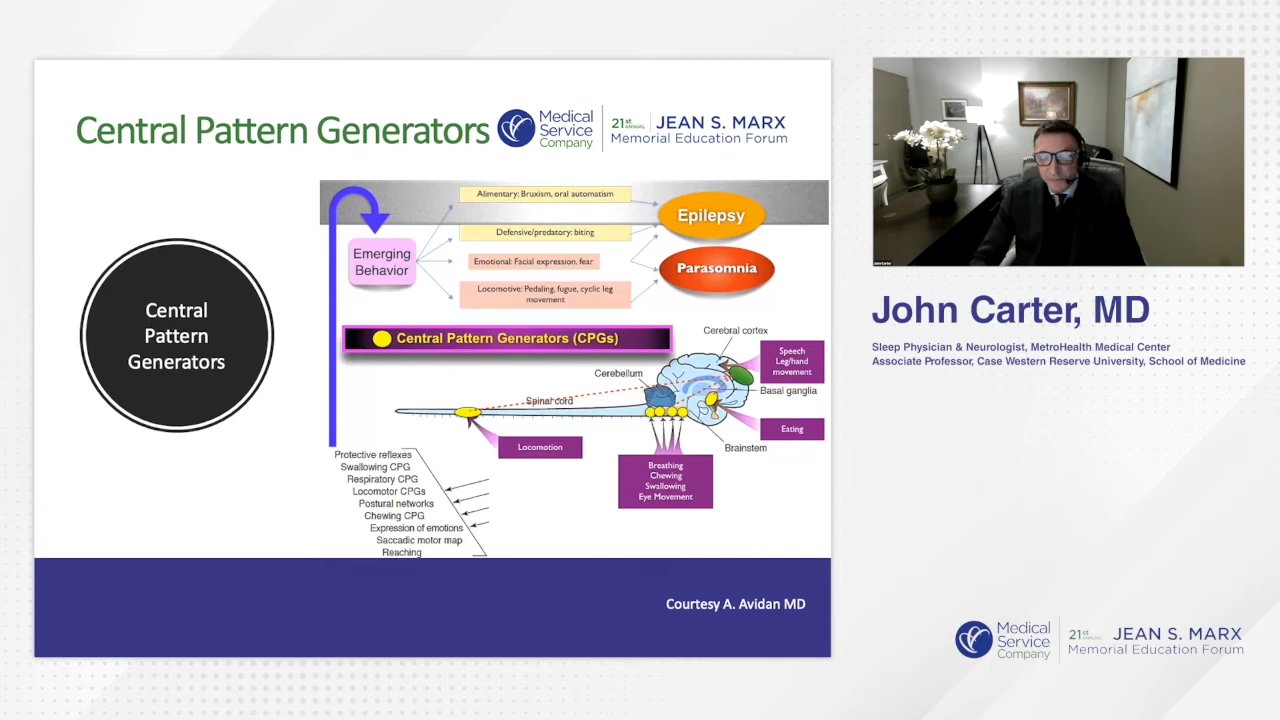 Central Pattern Generators
Medical
Service
Company
21st
ANNUAL
JEAN S. MARX
Memorial Education Forum
Central
Pattern
Generators
Alimentary: Bruxism, oral automatism
Defensive/predatory: biting
Emotional: Facial expression, fear
Locomotive: Pedaling, fugue, cyclic leg
movement
Emerging
Behavior
Epilepsy
Parasomnia
Central Pattern Generators (CPGs)
Cerebral cortex
Speech
Leg/hand
movement
Cerebellum
Basal ganglia
Spinal cord
Eating
Brainstem
Locomotion
Breathing
Chewing
Swallowing
Eye Movement
Protective reflexes
Swallowing CPG
Respiratory CPG
Locomotor CPGs
Postural networks
Chewing CPG
Expression of emotions
Saccadic motor map
Reaching
Courtesy A. Avidan MD
John Carter
John Carter, MD
Sleep Physician & Neurologist, MetroHealth Medical Center
Associate Professor, Case Western Reserve University, School of Medicine
Medical
Service
Company
21st
ANNUAL
JEAN S. MARX
Memorial Education Forum